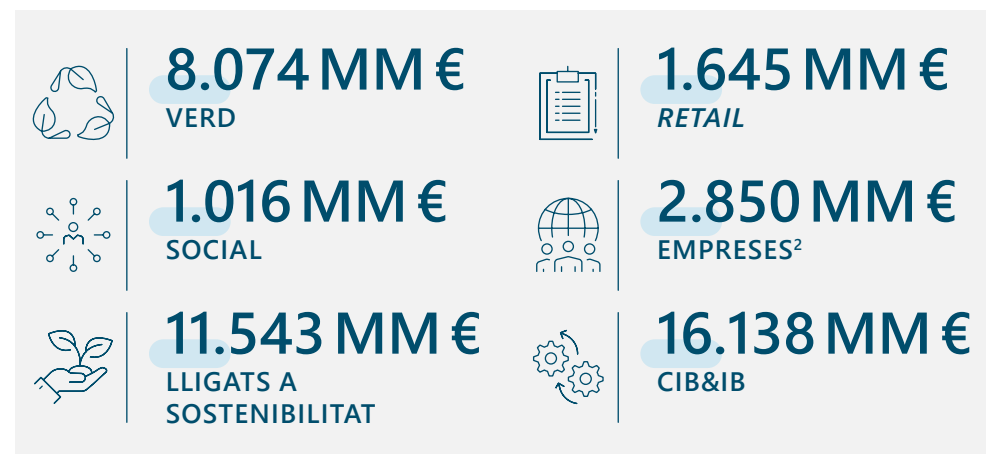 8.074 MM €
VERD
1.016 MM €
SOCIAL
11.543 MM €
LLIGATS A
SOSTENIBILITAT
1.645 MM €
RETAIL
2.850 MM €
EMPRESES²
16.138 MM €
CIB&IB